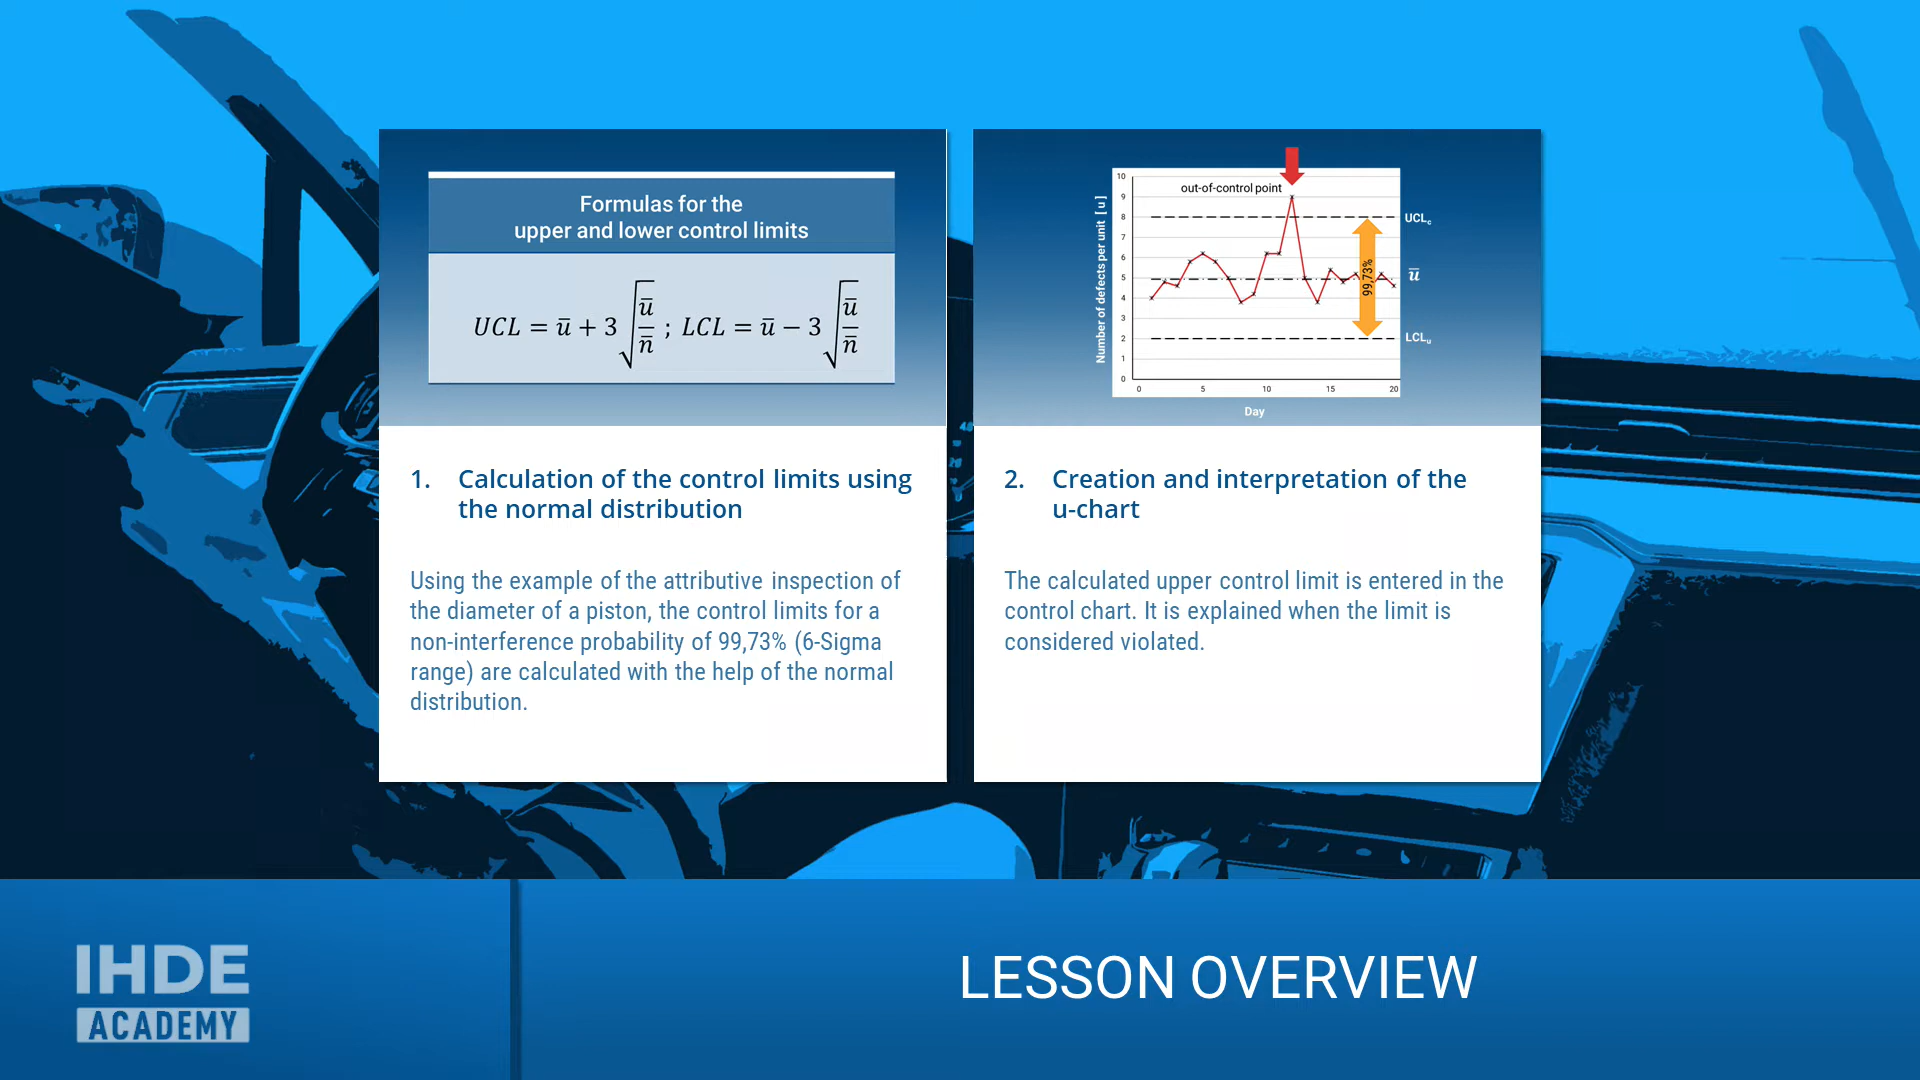 Formulas for the
upper and lower control limits
UCL = u̅ + 3 √(u̅/n̅) ; LCL = u̅ − 3 √(u̅/n̅)
1. Calculation of the control limits using
the normal distribution
Using the example of the attributive inspection of
the diameter of a piston, the control limits for a
non-interference probability of 99,73% (6-Sigma
range) are calculated with the help of the normal
distribution.
out-of-control point
Number of defects per unit [u]
10
9
8
7
6
5
4
3
2
1
0
0 5 10 15 20
Day
UCLc
u̅
LCLu
99,73%
2. Creation and interpretation of the
u-chart
The calculated upper control limit is entered in the
control chart. It is explained when the limit is
considered violated.
IHDE
ACADEMY
LESSON OVERVIEW